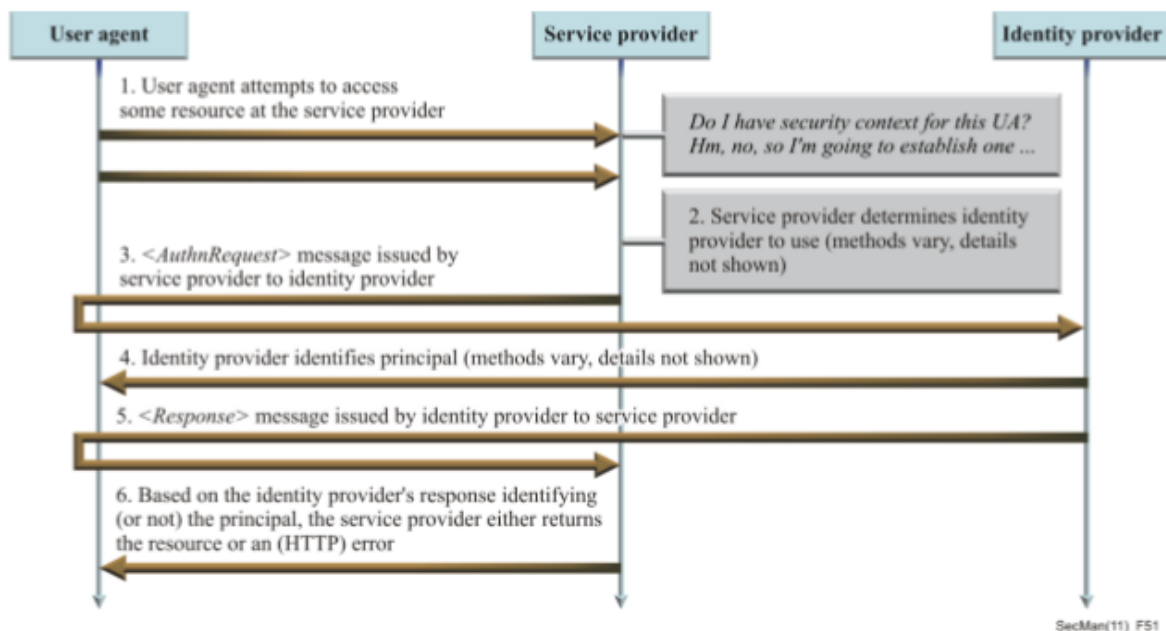 User agent
Service provider
Identity provider
1. User agent attempts to access
some resource at the service provider
Do I have security context for this UA?
Hm, no, so I'm going to establish one ...
2. Service provider determines identity
provider to use (methods vary, details
not shown)
3. <AuthnRequest> message issued by
service provider to identity provider
4. Identity provider identifies principal (methods vary, details not shown)
5. <Response> message issued by identity provider to service provider
6. Based on the identity provider's response identifying
(or not) the principal, the service provider either returns
the resource or an (HTTP) error
SecMan(11)_F51